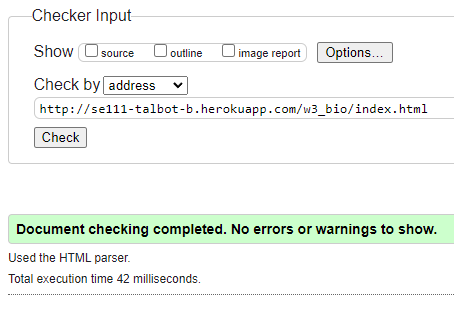 Checker Input
Show source outline image report Options...
Check by address
http://se111-talbot-b.herokuapp.com/w3_bio/index.html
Check
Document checking completed. No errors or warnings to show.
Used the HTML parser.
Total execution time 42 milliseconds.